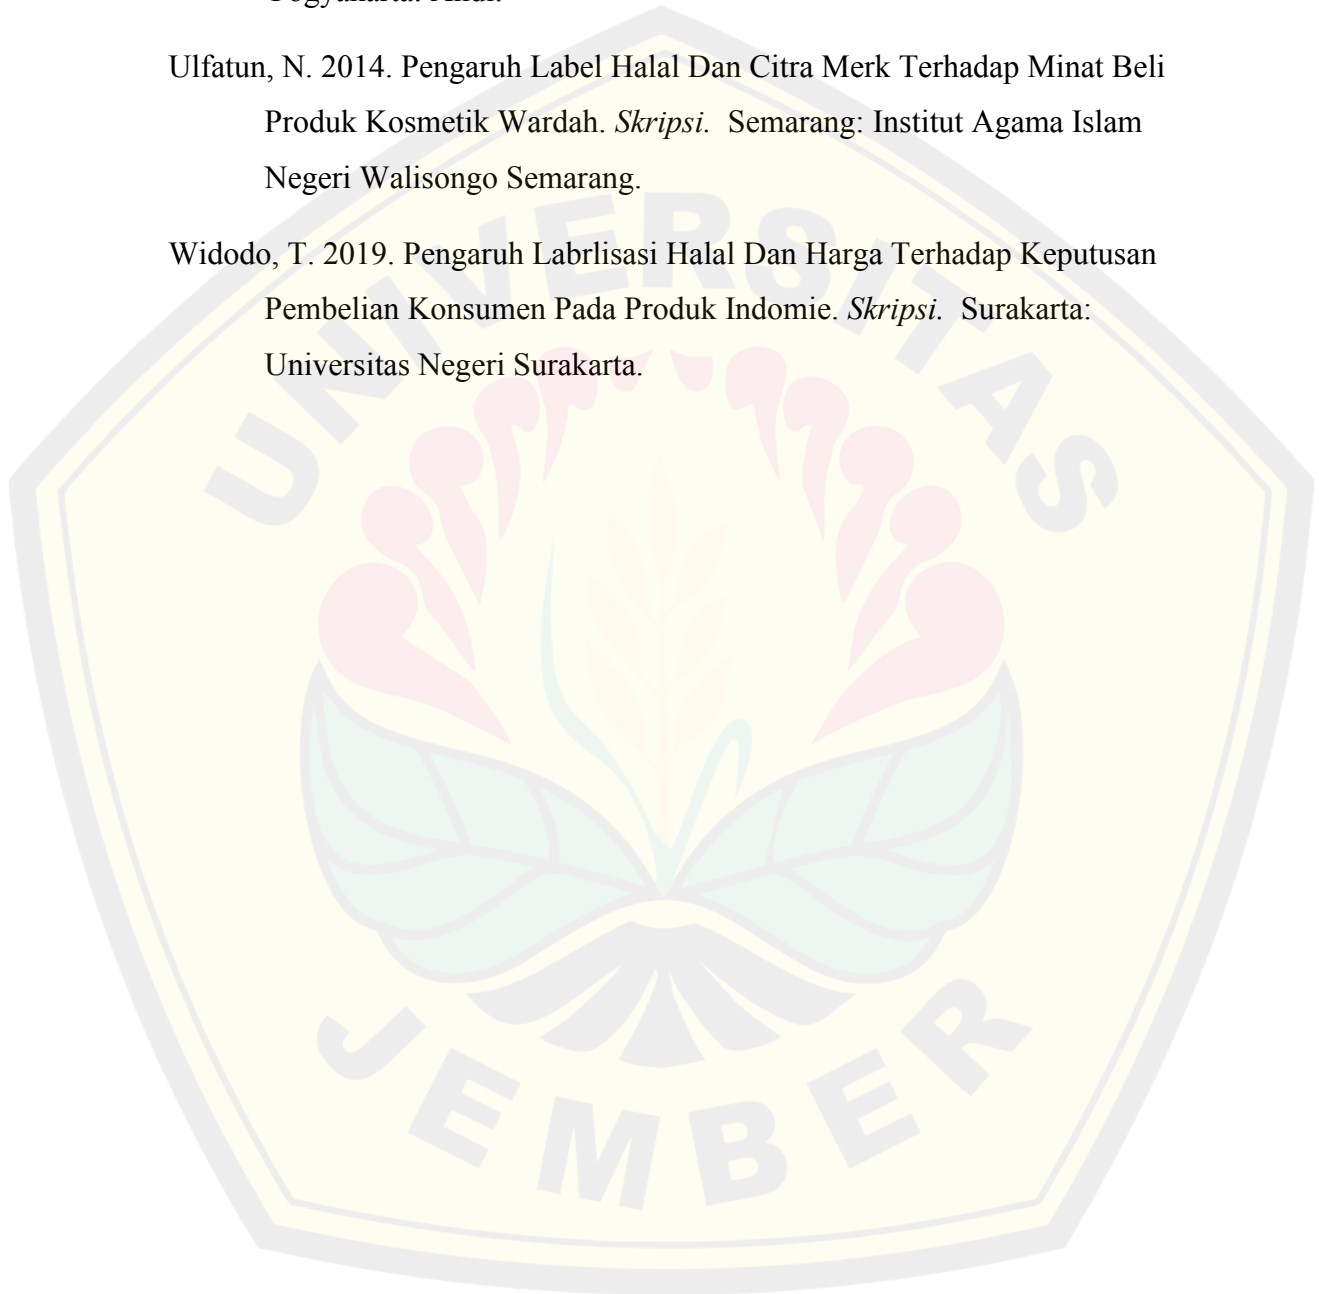 Ulfatun, N. 2014. Pengaruh Label Halal Dan Citra Merk Terhadap Minat Beli
Produk Kosmetik Wardah. Skripsi. Semarang: Institut Agama Islam
Negeri Walisongo Semarang.
Widodo, T. 2019. Pengaruh Labrlisasi Halal Dan Harga Terhadap Keputusan
Pembelian Konsumen Pada Produk Indomie. Skripsi. Surakarta:
Universitas Negeri Surakarta.
UNIVERSITAS
JEMBER